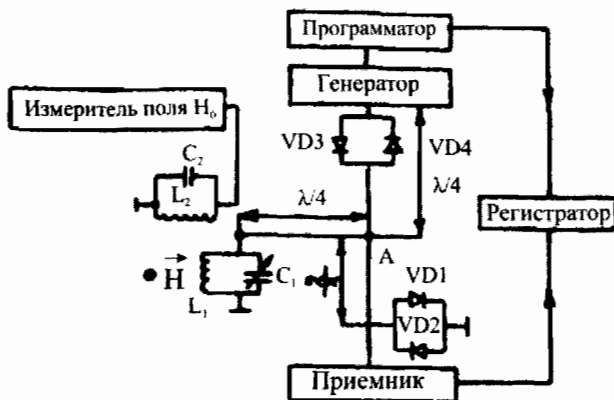 Программатор
Генератор
Измеритель поля H₀
VD3
VD4
C₂
L₂
λ/4
λ/4
Регистратор
A
H
C₁
L₁
VD1
VD2
Приемник